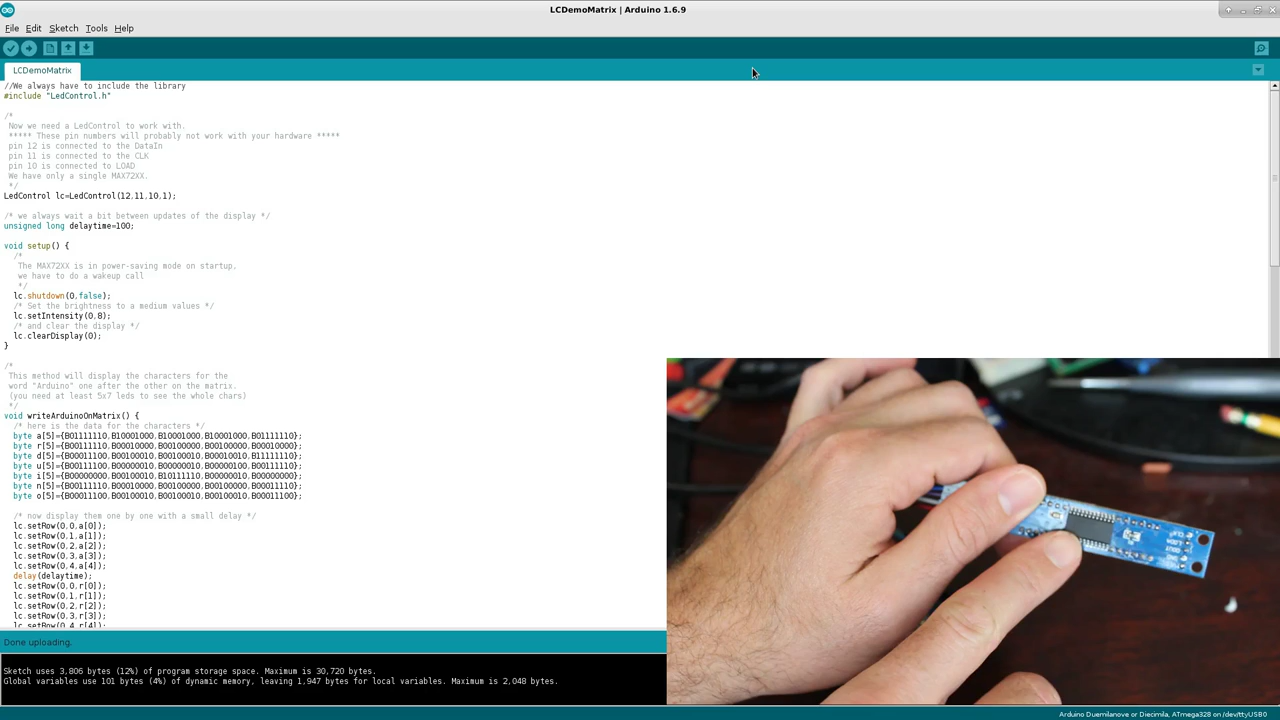 LCDemoMatrix | Arduino 1.6.9
File Edit Sketch Tools Help
LCDemoMatrix
//We always have to include the library
#include "LedControl.h"
/*
Now we need a LedControl to work with.
***** These pin numbers will probably not work with your hardware *****
pin 12 is connected to the DataIn
pin 11 is connected to the CLK
pin 10 is connected to LOAD
We have only a single MAX72XX.
*/
LedControl lc=LedControl(12,11,10,1);
/* we always wait a bit between updates of the display */
unsigned long delaytime=100;
void setup() {
/*
The MAX72XX is in power-saving mode on startup,
we have to do a wakeup call
*/
lc.shutdown(0,false);
/* Set the brightness to a medium values */
lc.setIntensity(0,8);
/* and clear the display */
lc.clearDisplay(0);
}
/*
This method will display the characters for the
word "Arduino" one after the other on the matrix.
(you need at least 5x7 leds to see the whole chars)
*/
void writeArduinoOnMatrix() {
/* here is the data for the characters */
byte a[5]={B01111110,B10001000,B10001000,B10001000,B01111110};
byte r[5]={B00111110,B00010000,B00100000,B00100000,B00010000};
byte d[5]={B00011100,B00100010,B00100010,B00010010,B11111110};
byte u[5]={B00111100,B00000010,B00000010,B00000100,B00111110};
byte i[5]={B00000000,B00100010,B10111110,B00000010,B00000000};
byte n[5]={B00111110,B00010000,B00100000,B00100000,B00011110};
byte o[5]={B00011100,B00100010,B00100010,B00100010,B00011100};
/* now display them one by one with a small delay */
lc.setRow(0,0,a[0]);
lc.setRow(0,1,a[1]);
lc.setRow(0,2,a[2]);
lc.setRow(0,3,a[3]);
lc.setRow(0,4,a[4]);
delay(delaytime);
lc.setRow(0,0,r[0]);
lc.setRow(0,1,r[1]);
lc.setRow(0,2,r[2]);
lc.setRow(0,3,r[3]);
lc.setRow(0,4,r[4]);
Done uploading.
Sketch uses 3,806 bytes (12%) of program storage space. Maximum is 30,720 bytes.
Global variables use 101 bytes (4%) of dynamic memory, leaving 1,947 bytes for local variables. Maximum is 2,048 bytes.
Arduino Duemilanove or Diecimila, ATmega328 on /dev/ttyUSB0